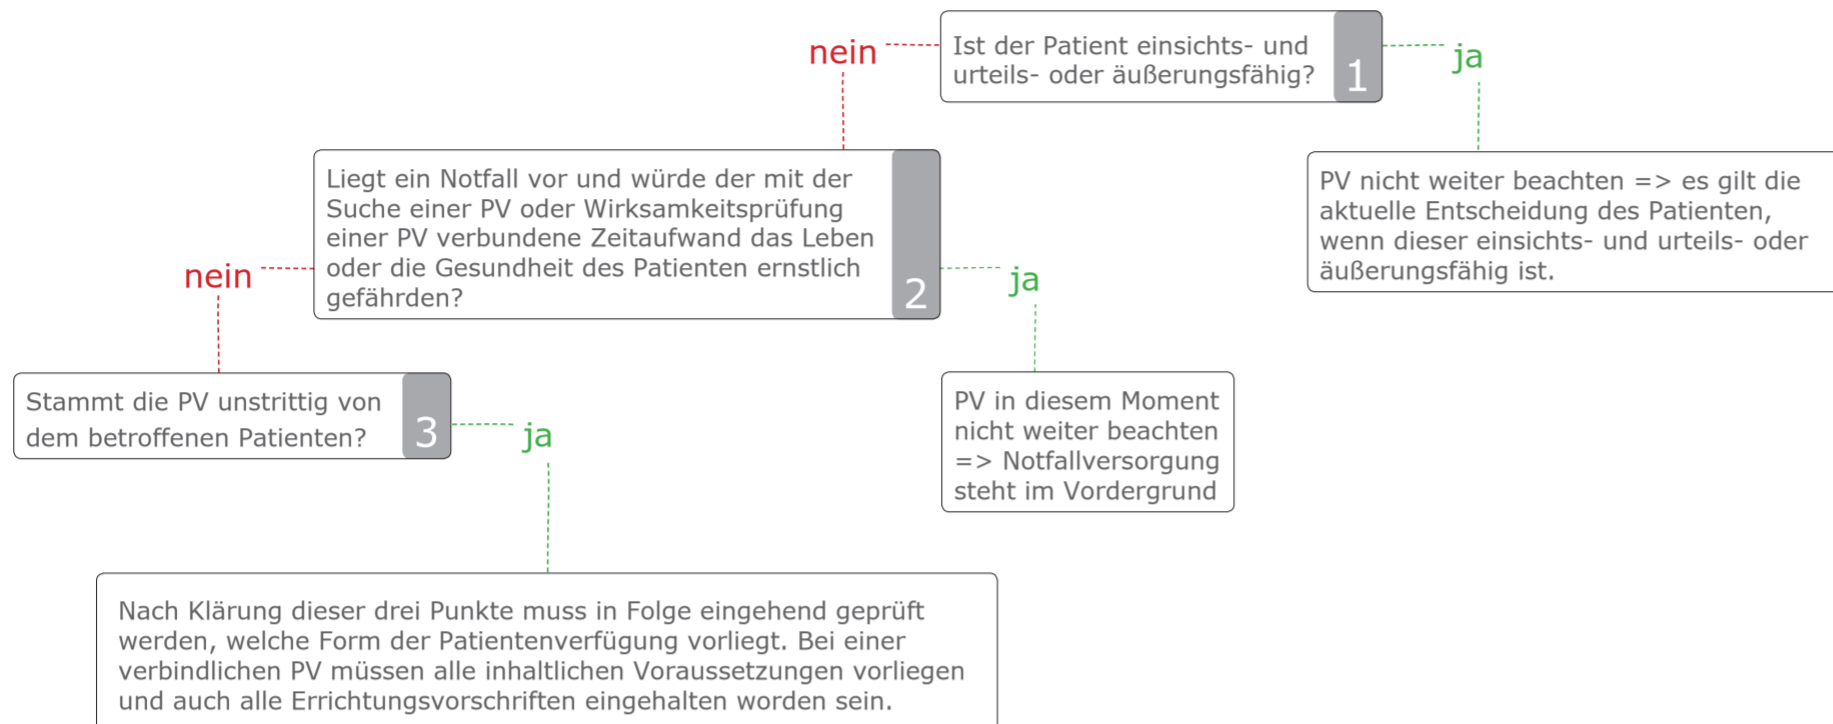 nein
Ist der Patient einsichts- und
urteils- oder äußerungsfähig?
1
ja
Liegt ein Notfall vor und würde der mit der
Suche einer PV oder Wirksamkeitsprüfung
einer PV verbundene Zeitaufwand das Leben
oder die Gesundheit des Patienten ernstlich
gefährden?
2
PV nicht weiter beachten => es gilt die
aktuelle Entscheidung des Patienten,
wenn dieser einsichts- und urteils- oder
äußerungsfähig ist.
nein
ja
Stammt die PV unstrittig von
dem betroffenen Patienten?
3
ja
PV in diesem Moment
nicht weiter beachten
=> Notfallversorgung
steht im Vordergrund
Nach Klärung dieser drei Punkte muss in Folge eingehend geprüft
werden, welche Form der Patientenverfügung vorliegt. Bei einer
verbindlichen PV müssen alle inhaltlichen Voraussetzungen vorliegen
und auch alle Errichtungsvorschriften eingehalten worden sein.